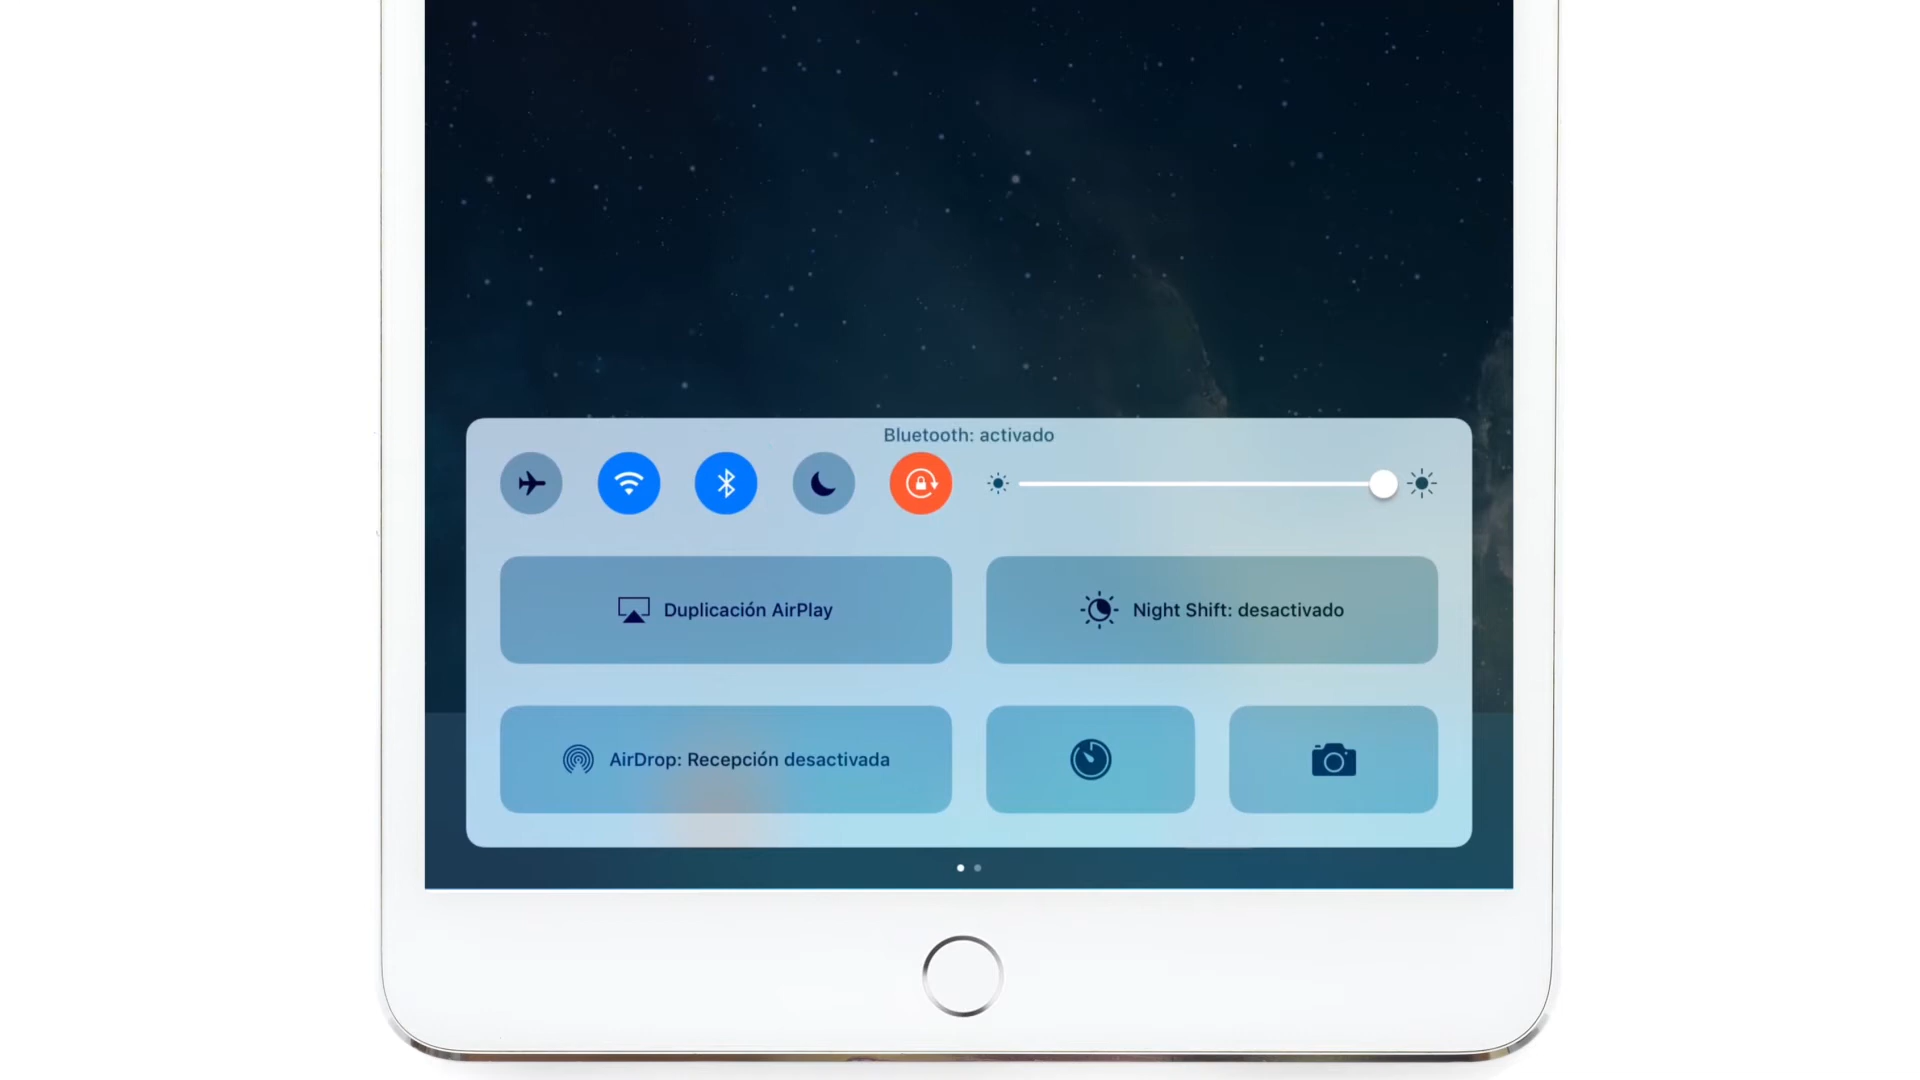 Bluetooth: activado
Duplicación AirPlay
Night Shift: desactivado
AirDrop: Recepción desactivada